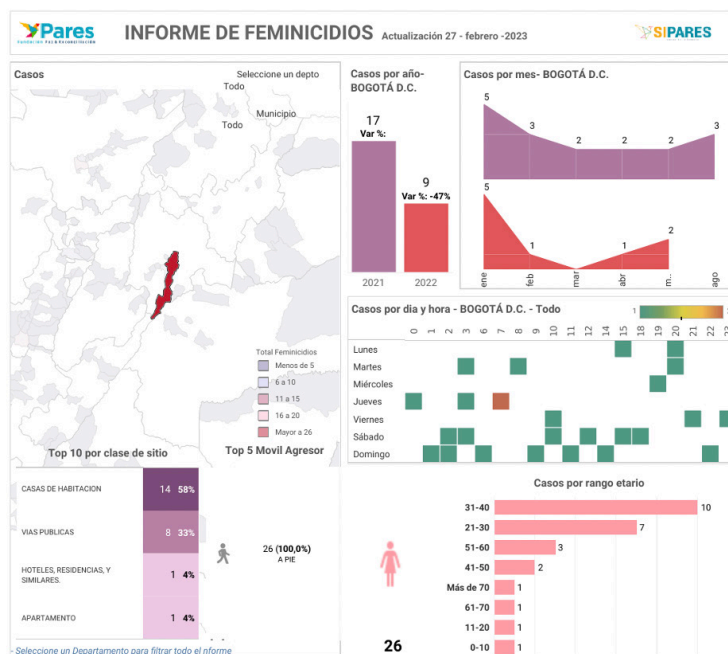 Pares
FUNDACIÓN PAZ & RECONCILIACIÓN
INFORME DE FEMINICIDIOS Actualización 27 - febrero -2023
SIPARES
Casos
Seleccione un depto
Todo
Municipio
Todo
Total Feminicidios
Menos de 5
6 a 10
11 a 15
16 a 20
Mayor a 26
Casos por año-
BOGOTÁ D.C.
17
Var %:
9
Var %: -47%
2021 2022
Casos por mes- BOGOTÁ D.C.
5 3 2 2 2 3
5 1 1 2
ene feb mar abr m.. ago
Casos por dia y hora - BOGOTÁ D.C. - Todo
1 3
0 1 2 3 6 7 8 9 10 12 14 15 18 19 20 21 22 23
Lunes
Martes
Miércoles
Jueves
Viernes
Sábado
Domingo
Top 10 por clase de sitio
CASAS DE HABITACION 14 58%
VIAS PUBLICAS 8 33%
HOTELES, RESIDENCIAS, Y
SIMILARES. 1 4%
APARTAMENTO 1 4%
Top 5 Movil Agresor
26 (100,0%)
A PIE
Casos por rango etario
31-40 10
21-30 7
51-60 3
41-50 2
Más de 70 1
61-70 1
11-20 1
0-10 1
26
- Seleccione un Departamento para filtrar todo el nforme